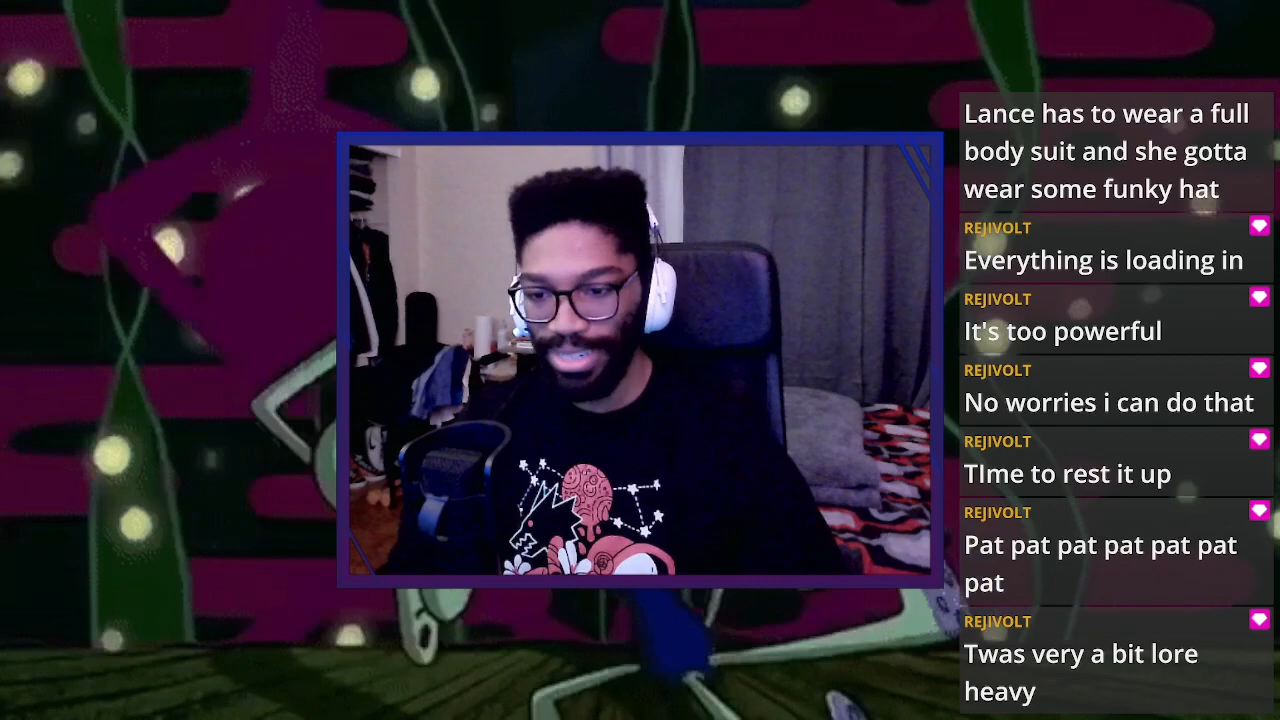 Lance has to wear a full
body suit and she gotta
wear some funky hat
REJIVOLT
Everything is loading in
REJIVOLT
It's too powerful
REJIVOLT
No worries i can do that
REJIVOLT
TIme to rest it up
REJIVOLT
Pat pat pat pat pat pat
pat
REJIVOLT
Twas very a bit lore
heavy